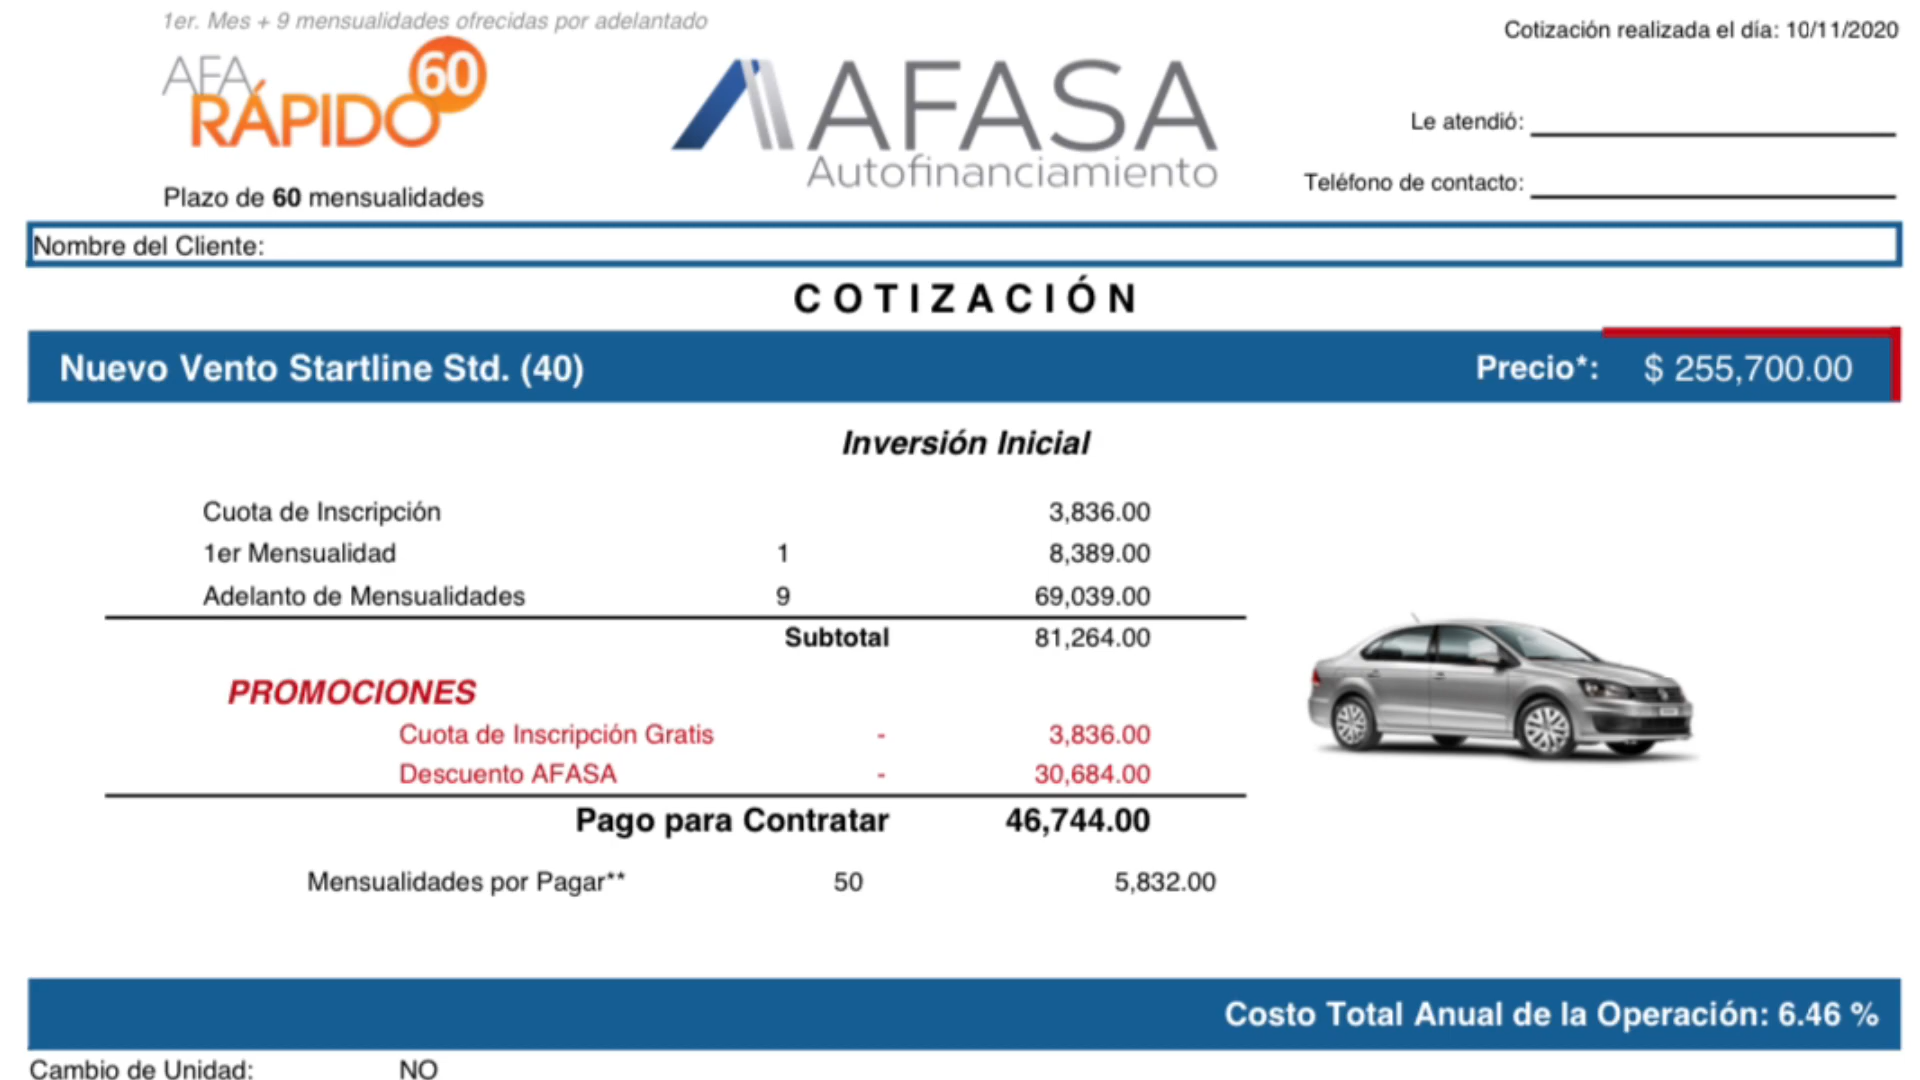 1er. Mes + 9 mensualidades ofrecidas por adelantado
Cotización realizada el día: 10/11/2020
AFA
RÁPIDO 60
AFASA
Autofinanciamiento
Le atendió:
Teléfono de contacto:
Plazo de 60 mensualidades
Nombre del Cliente:
COTIZACIÓN
Nuevo Vento Startline Std. (40) Precio*: $ 255,700.00
Inversión Inicial
Cuota de Inscripción 3,836.00
1er Mensualidad 1 8,389.00
Adelanto de Mensualidades 9 69,039.00
Subtotal 81,264.00
PROMOCIONES
Cuota de Inscripción Gratis - 3,836.00
Descuento AFASA - 30,684.00
Pago para Contratar 46,744.00
Mensualidades por Pagar** 50 5,832.00
Costo Total Anual de la Operación: 6.46 %
Cambio de Unidad: NO